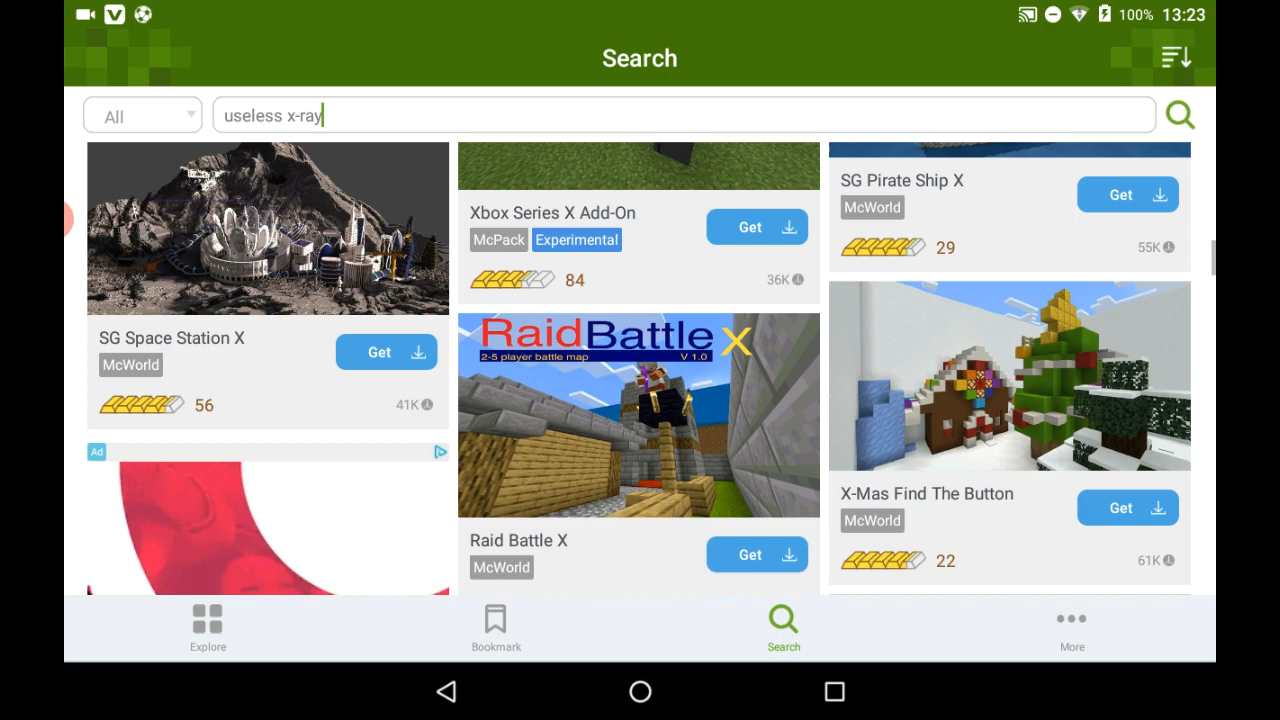 100% 13:23
Search
All
useless x-ray
SG Space Station X
Get
McWorld
56
41K
Ad
Xbox Series X Add-On
Get
McPack Experimental
84
36K
RaidBattle X
2-5 player battle map V 1.0
Raid Battle X
Get
McWorld
SG Pirate Ship X
Get
McWorld
29
55K
X-Mas Find The Button
Get
McWorld
22
61K
Explore
Bookmark
Search
More